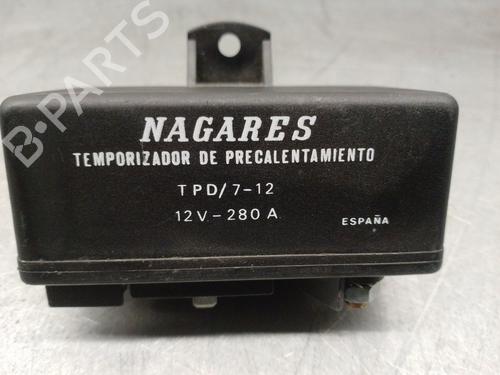 B-PARTS
NAGARES
TEMPORIZADOR DE PRECALENTAMIENTO
TPD/7-12
12V-280A
ESPAÑA